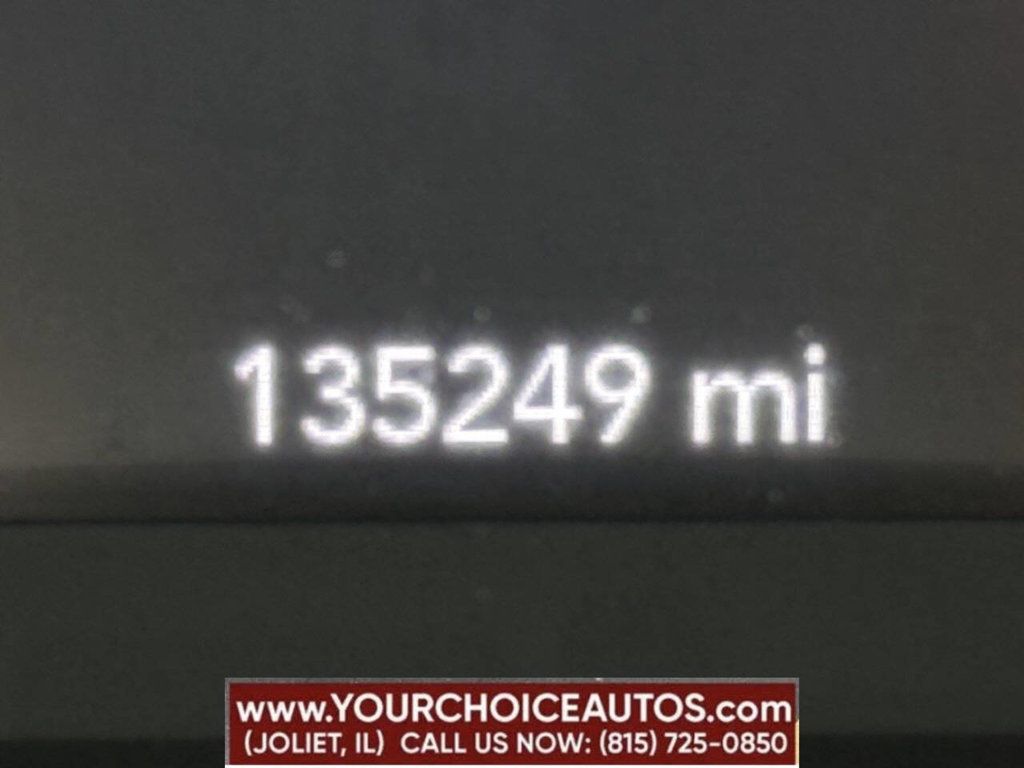 135249 mi
www.YOURCHOICEAUTOS.com
(JOLIET, IL) CALL US NOW: (815) 725-0850